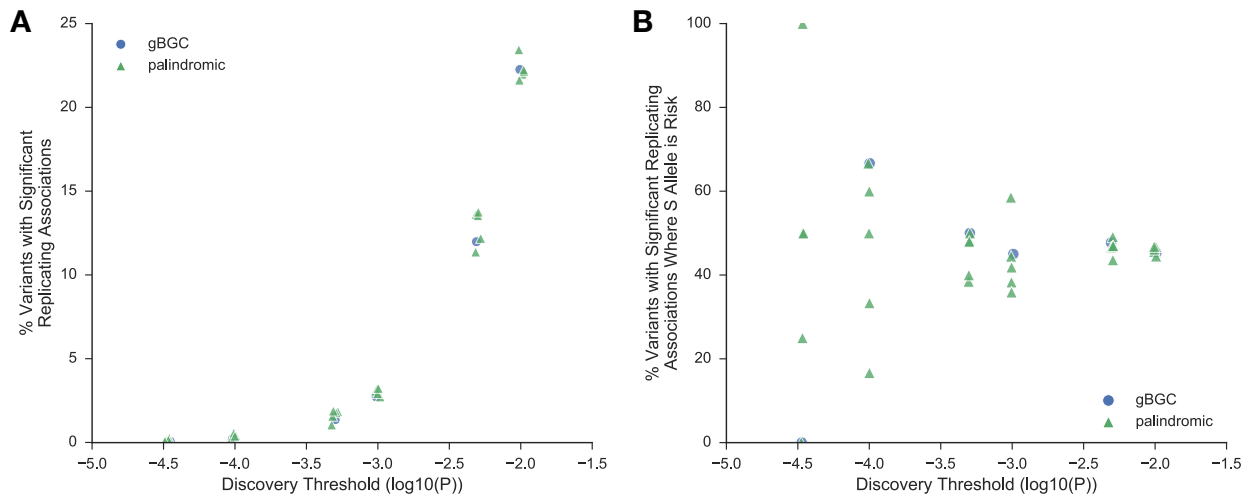 A
% Variants with Significant
Replicating Associations
25
20
15
10
5
0
gBGC
palindromic
−5.0 −4.5 −4.0 −3.5 −3.0 −2.5 −2.0 −1.5
Discovery Threshold (log10(P))
B
% Variants with Significant Replicating
Associations Where S Allele is Risk
100
80
60
40
20
0
gBGC
palindromic
−5.0 −4.5 −4.0 −3.5 −3.0 −2.5 −2.0 −1.5
Discovery Threshold (log10(P))